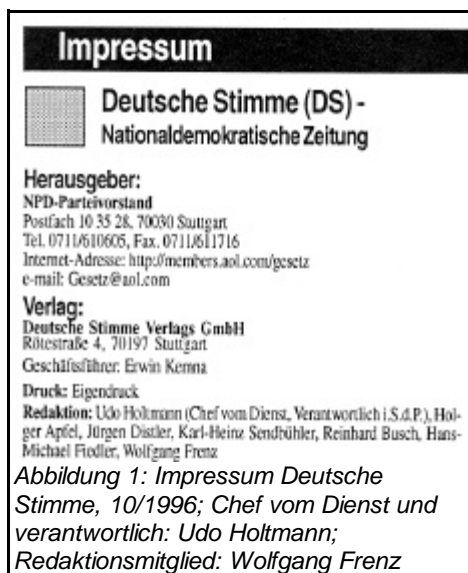 Impressum
Deutsche Stimme (DS) -
Nationaldemokratische Zeitung
Herausgeber:
NPD-Parteivorstand
Postfach 10 35 28, 70030 Stuttgart
Tel. 0711/610605, Fax. 0711/611716
Internet-Adresse: http://members.aol.com/gesetz
e-mail: Gesetz@aol.com
Verlag:
Deutsche Stimme Verlags GmbH
Rötestraße 4, 70197 Stuttgart
Geschäftsführer: Erwin Kemna
Druck: Eigendruck
Redaktion: Udo Holtmann (Chef vom Dienst, Verantwortlich i.S.d.P.), Hol-
ger Apfel, Jürgen Distler, Karl-Heinz Sendbühler, Reinhard Busch, Hans-
Michael Fiedler, Wolfgang Frenz
Abbildung 1: Impressum Deutsche
Stimme, 10/1996; Chef vom Dienst und
verantwortlich: Udo Holtmann;
Redaktionsmitglied: Wolfgang Frenz